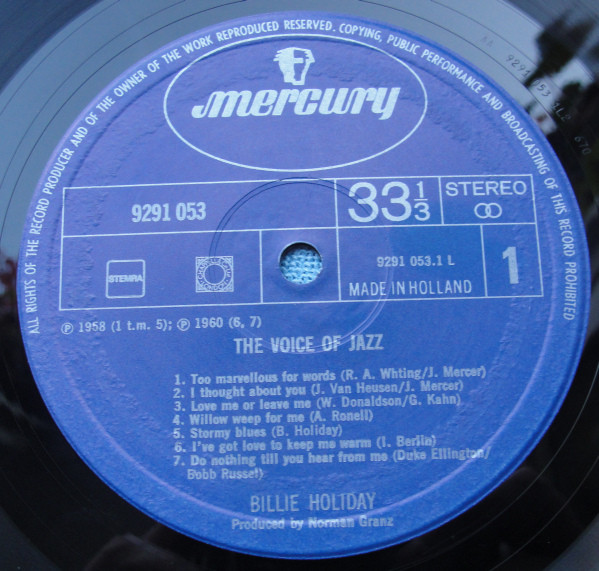 ALL RIGHTS OF THE RECORD PRODUCER AND OF THE OWNER OF THE WORK REPRODUCED RESERVED. COPYING, PUBLIC PERFORMANCE AND BROADCASTING OF THIS RECORD PROHIBITED
mercury
9291 053
33 1/3
STEREO
STEMRA
9291 053.1 L
MADE IN HOLLAND
1
℗ 1958 (1 t.m. 5); ℗ 1960 (6, 7)
THE VOICE OF JAZZ
1. Too marvellous for words (R. A. Whting/J. Mercer)
2. I thought about you (J. Van Heusen/J. Mercer)
3. Love me or leave me (W. Donaldson/G. Kahn)
4. Willow weep for me (A. Ronell)
5. Stormy blues (B. Holiday)
6. I've got love to keep me warm (I. Berlin)
7. Do nothing till you hear from me (Duke Ellington/
Bobb Russel)
BILLIE HOLIDAY
Produced by Norman Granz